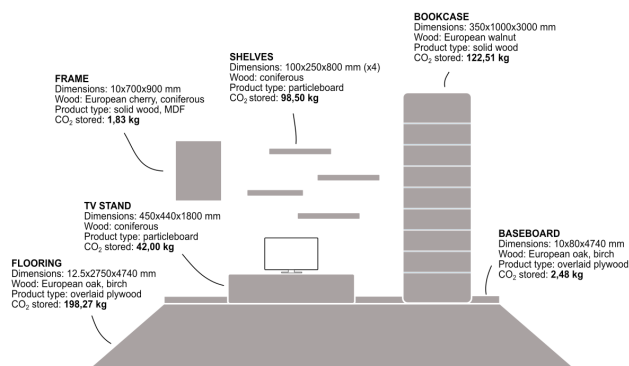 BOOKCASE
Dimensions: 350x1000x3000 mm
Wood: European walnut
Product type: solid wood
CO₂ stored: 122,51 kg
SHELVES
Dimensions: 100x250x800 mm (x4)
Wood: coniferous
Product type: particleboard
CO₂ stored: 98,50 kg
FRAME
Dimensions: 10x700x900 mm
Wood: European cherry, coniferous
Product type: solid wood, MDF
CO₂ stored: 1,83 kg
TV STAND
Dimensions: 450x440x1800 mm
Wood: coniferous
Product type: particleboard
CO₂ stored: 42,00 kg
BASEBOARD
Dimensions: 10x80x4740 mm
Wood: European oak, birch
Product type: overlaid plywood
CO₂ stored: 2,48 kg
FLOORING
Dimensions: 12.5x2750x4740 mm
Wood: European oak, birch
Product type: overlaid plywood
CO₂ stored: 198,27 kg